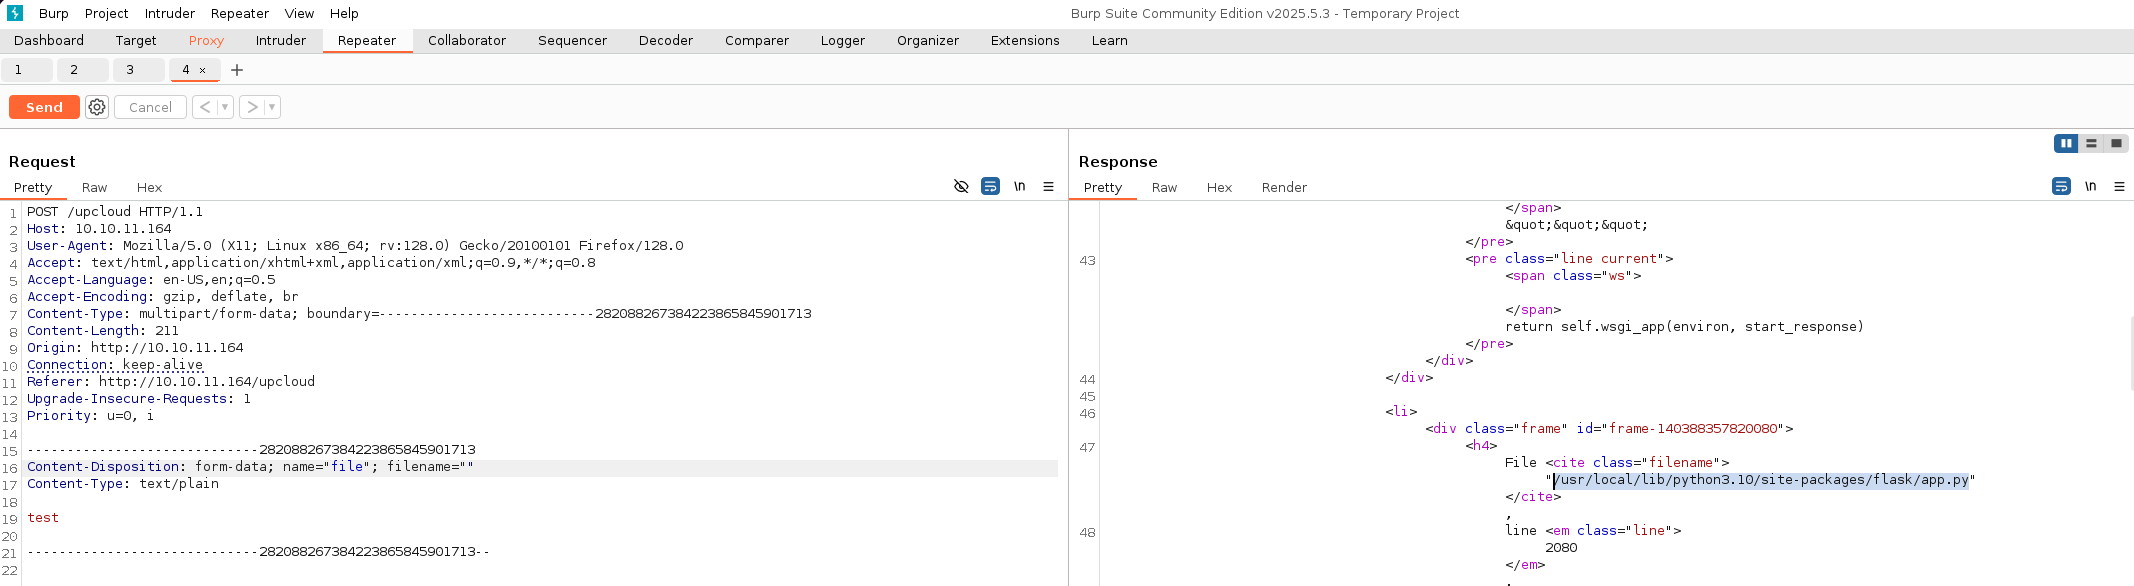 Burp Project Intruder Repeater View Help Burp Suite Community Edition v2025.5.3 - Temporary Project
Dashboard Target Proxy Intruder Repeater Collaborator Sequencer Decoder Comparer Logger Organizer Extensions Learn
1 2 3 4 × +
Send Cancel < >
Request
Pretty Raw Hex \n
1 POST /upcloud HTTP/1.1
2 Host: 10.10.11.164
3 User-Agent: Mozilla/5.0 (X11; Linux x86_64; rv:128.0) Gecko/20100101 Firefox/128.0
4 Accept: text/html,application/xhtml+xml,application/xml;q=0.9,*/*;q=0.8
5 Accept-Language: en-US,en;q=0.5
6 Accept-Encoding: gzip, deflate, br
7 Content-Type: multipart/form-data; boundary=---------------------------282088267384223865845901713
8 Content-Length: 211
9 Origin: http://10.10.11.164
10 Connection: keep-alive
11 Referer: http://10.10.11.164/upcloud
12 Upgrade-Insecure-Requests: 1
13 Priority: u=0, i
14
15 -----------------------------282088267384223865845901713
16 Content-Disposition: form-data; name="file"; filename=""
17 Content-Type: text/plain
18
19 test
20
21 -----------------------------282088267384223865845901713--
22
Response
Pretty Raw Hex Render \n
</span>
&quot;&quot;&quot;
</pre>
43 <pre class="line current">
<span class="ws">
</span>
return self.wsgi_app(environ, start_response)
</pre>
</div>
44 </div>
45
46 <li>
<div class="frame" id="frame-140388357820080">
47 <h4>
File <cite class="filename">
"/usr/local/lib/python3.10/site-packages/flask/app.py"
</cite>
,
48 line <em class="line">
2080
</em>